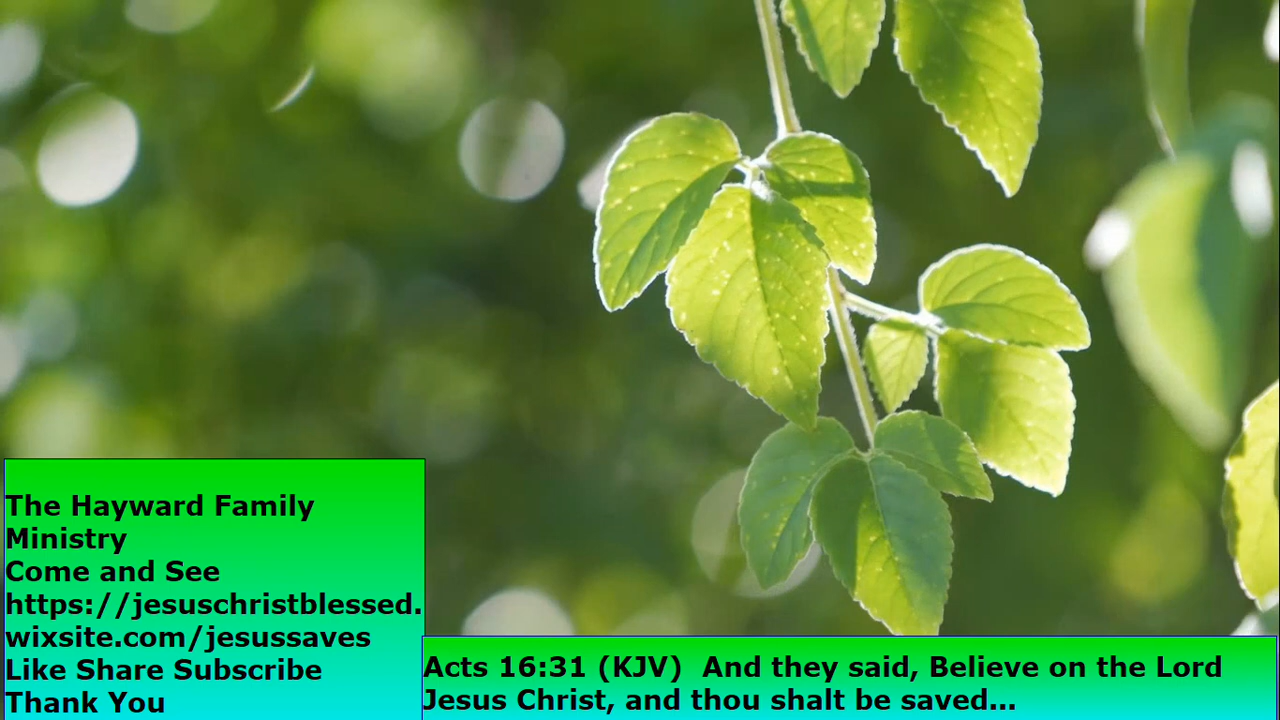 The Hayward Family
Ministry
Come and See
https://jesuschristblessed.
wixsite.com/jesussaves
Like Share Subscribe
Thank You
Acts 16:31 (KJV)  And they said, Believe on the Lord
Jesus Christ, and thou shalt be saved...